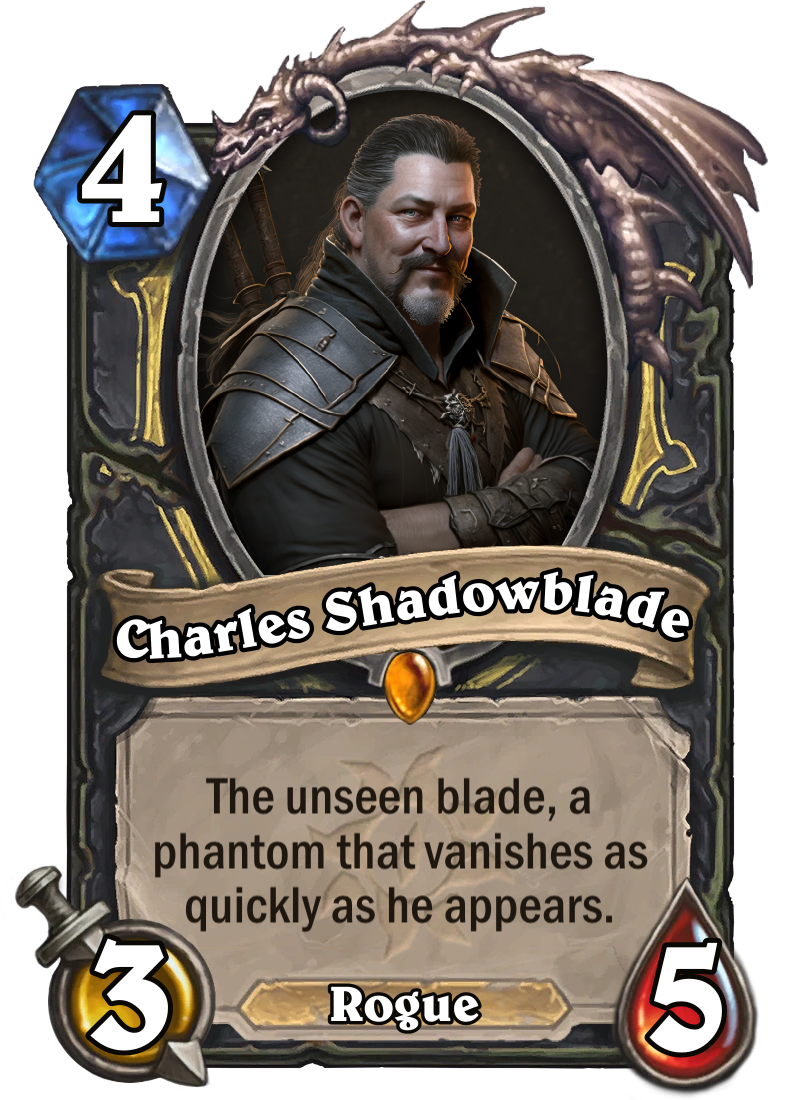 4
Charles Shadowblade
The unseen blade, a
phantom that vanishes as
quickly as he appears.
3
Rogue
5